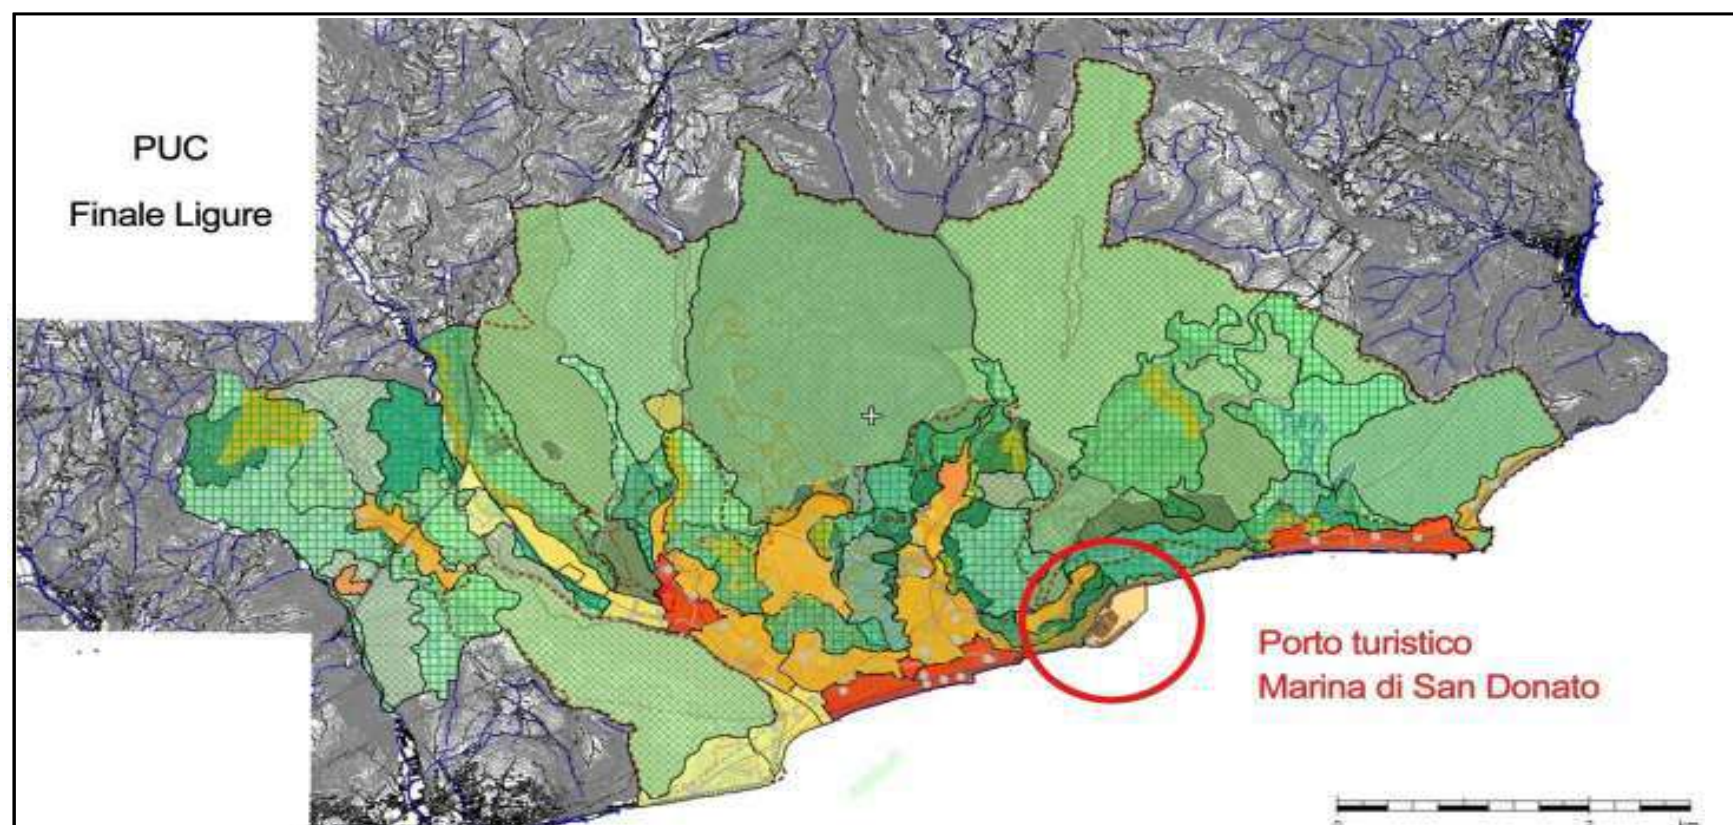 PUC
Finale Ligure
Porto turistico
Marina di San Donato